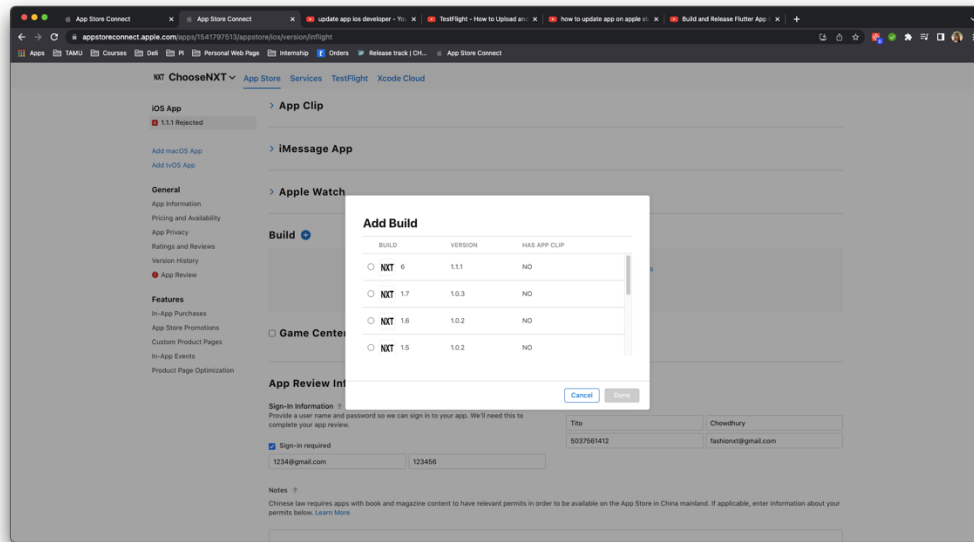 App Store Connect
App Store Connect
update app ios developer - Yo
TestFlight - How to Upload an
how to update app on apple st
Build and Release Flutter App
appstoreconnect.apple.com/apps/1541797513/appstore/ios/version/inflight
Apps TAMU Courses Deli PI Personal Web Page Internship Orders Release track | CH... App Store Connect
NXT ChooseNXT App Store Services TestFlight Xcode Cloud
iOS App
1.1.1 Rejected
Add macOS App
Add tvOS App
General
App Information
Pricing and Availability
App Privacy
Ratings and Reviews
Version History
App Review
Features
In-App Purchases
App Store Promotions
Custom Product Pages
In-App Events
Product Page Optimization
App Clip
iMessage App
Apple Watch
Build
Add Build
BUILD VERSION HAS APP CLIP
NXT 6 1.1.1 NO
NXT 1.7 1.0.3 NO
NXT 1.6 1.0.2 NO
NXT 1.5 1.0.2 NO
Cancel Done
Game Cente
App Review Inf
Sign-In Information ?
Provide a user name and password so we can sign in to your app. We'll need this to
complete your app review.
Sign-in required
1234@gmail.com 123456
Tito Chowdhury
5037561412 fashionxt@gmail.com
Notes ?
Chinese law requires apps with book and magazine content to have relevant permits in order to be available on the App Store in China mainland. If applicable, enter information about your
permits below. Learn More